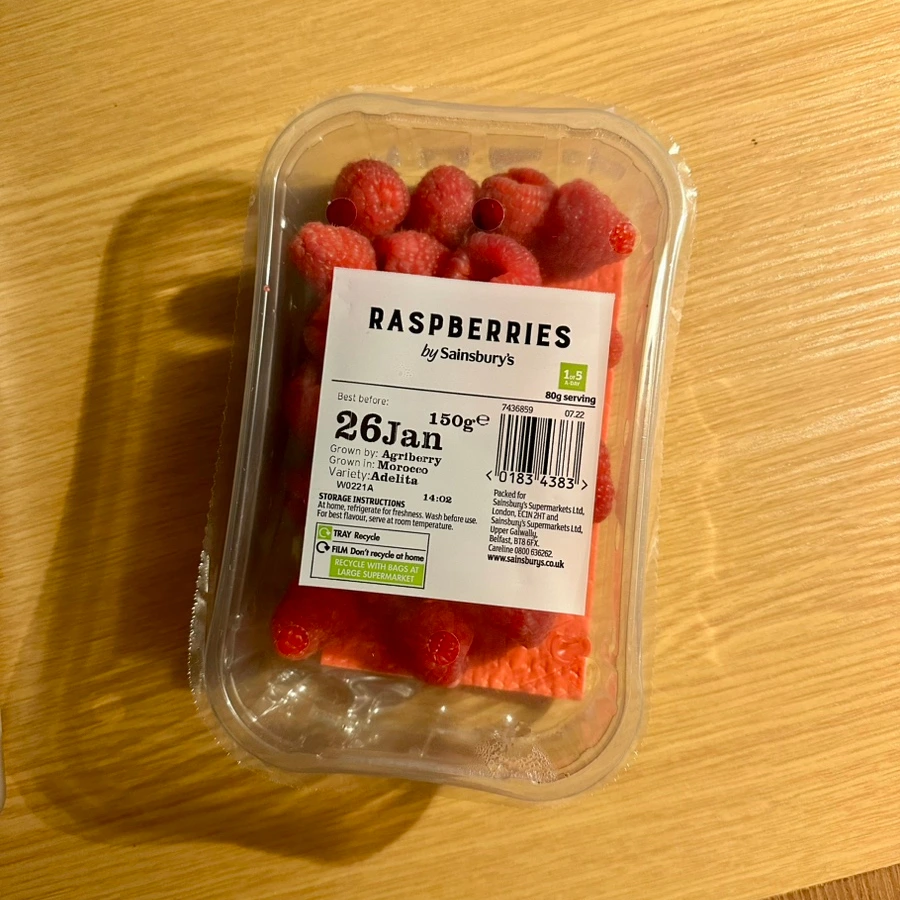 RASPBERRIES
by Sainsbury's
1 OF 5
A-DAY
80g serving
Best before:
26Jan
150g℮
Grown by: Agriberry
Grown in: Morocco
Variety: Adelita
W0221A
14:02
7436859 07.22
< 0183 4383 >
STORAGE INSTRUCTIONS
At home, refrigerate for freshness. Wash before use.
For best flavour, serve at room temperature.
TRAY Recycle
FILM Don't recycle at home
RECYCLE WITH BAGS AT
LARGE SUPERMARKET
Packed for
Sainsbury's Supermarkets Ltd,
London, EC1N 2HT and
Sainsbury's Supermarkets Ltd,
Upper Galwally,
Belfast, BT8 6FX.
Careline 0800 636262.
www.sainsburys.co.uk